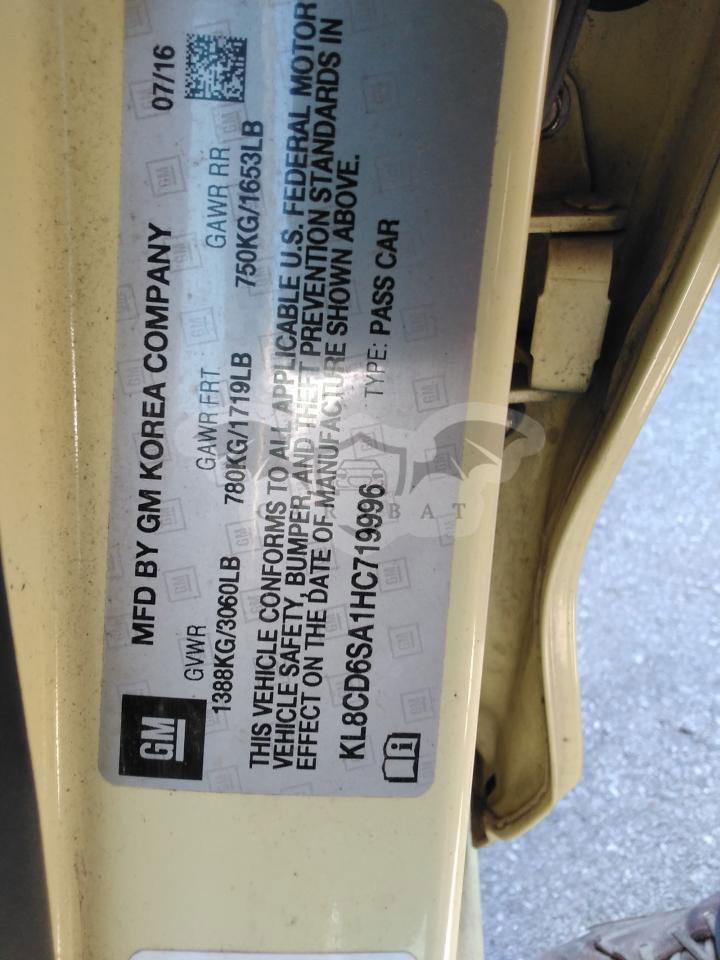 GM
MFD BY GM KOREA COMPANY 07/16
GVWR GAWR FRT GAWR RR
1388KG/3060LB 780KG/1719LB 750KG/1653LB
THIS VEHICLE CONFORMS TO ALL APPLICABLE U.S. FEDERAL MOTOR
VEHICLE SAFETY, BUMPER, AND THEFT PREVENTION STANDARDS IN
EFFECT ON THE DATE OF MANUFACTURE SHOWN ABOVE.
KL8CD6SA1HC719996 TYPE: PASS CAR